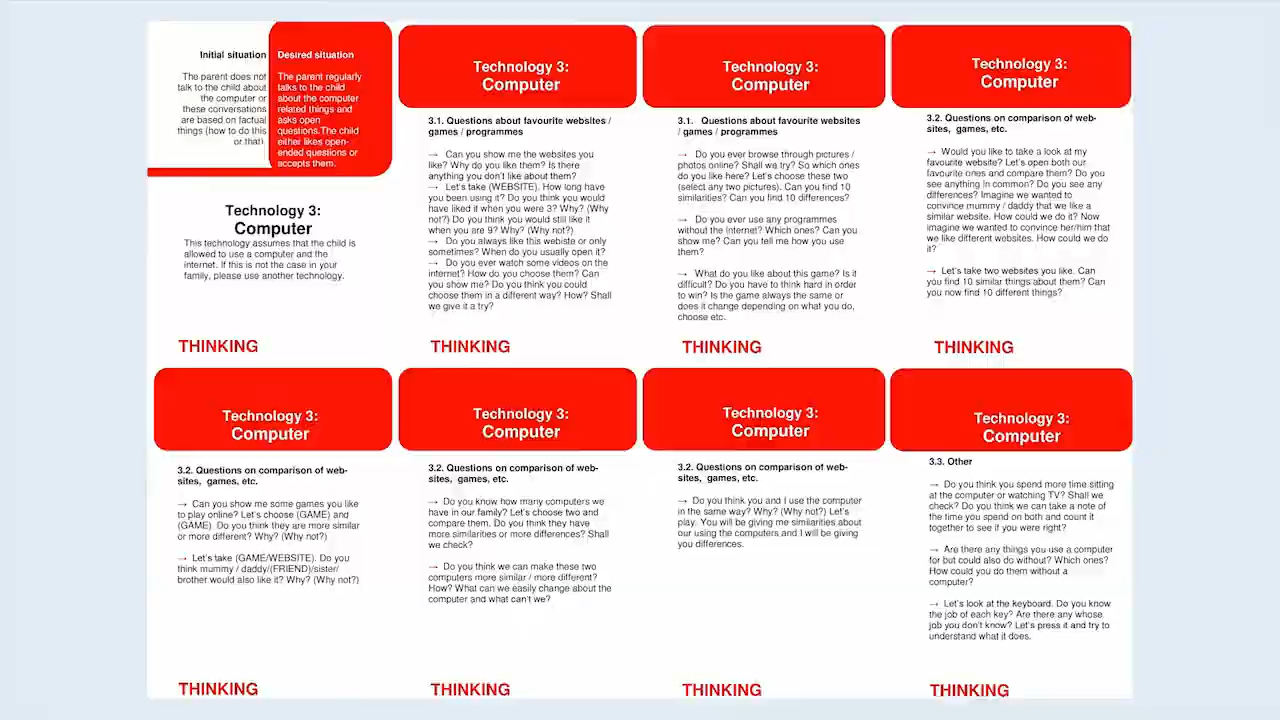 Initial situation
The parent does not
talk to the child about
the computer or
these conversations
are based on factual
things (how to do this
or that).
Desired situation
The parent regularly
talks to the child
about the computer
related things and
asks open
questions.The child
either likes open-
ended questions or
accepts them.
Technology 3:
Computer
This technology assumes that the child is
allowed to use a computer and the
internet. If this is not the case in your
family, please use another technology.
THINKING
Technology 3:
Computer
3.1. Questions about favourite websites /
games / programmes
→ Can you show me the websites you
like? Why do you like them? Is there
anything you don't like about them?
→ Let's take (WEBSITE). How long have
you been using it? Do you think you would
have liked it when you were 3? Why? (Why
not?) Do you think you would still like it
when you are 9? Why? (Why not?)
→ Do you always like this website or only
sometimes? When do you usually open it?
→ Do you ever watch some videos on the
internet? How do you choose them? Can
you show me? Do you think you could
choose them in a different way? How? Shall
we give it a try?
THINKING
Technology 3:
Computer
3.1. Questions about favourite websites
/ games / programmes
→ Do you ever browse through pictures /
photos online? Shall we try? So which ones
do you like here? Let's choose these two
(select any two pictures). Can you find 10
similarities? Can you find 10 differences?
→ Do you ever use any programmes
without the Internet? Which ones? Can you
show me? Can you tell me how you use
them?
→ What do you like about this game? Is it
difficult? Do you have to think hard in order
to win? Is the game always the same or
does it change depending on what you do,
choose etc.
THINKING
Technology 3:
Computer
3.2. Questions on comparison of web-
sites, games, etc.
→ Would you like to take a look at my
favourite website? Let's open both our
favourite ones and compare them? Do you
see anything in common? Do you see any
differences? Imagine we wanted to
convince mummy / daddy that we like a
similar website. How could we do it? Now
imagine we wanted to convince her/him that
we like different websites. How could we do
it?
→ Let's take two websites you like. Can
you find 10 similar things about them? Can
you now find 10 different things?
THINKING
Technology 3:
Computer
3.2. Questions on comparison of web-
sites, games, etc.
→ Can you show me some games you like
to play online? Let's choose (GAME) and
(GAME). Do you think they are more similar
or more different? Why? (Why not?)
→ Let's take (GAME/WEBSITE). Do you
think mummy / daddy/(FRIEND)/sister/
brother would also like it? Why? (Why not?)
THINKING
Technology 3:
Computer
3.2. Questions on comparison of web-
sites, games, etc.
→ Do you know how many computers we
have in our family? Let's choose two and
compare them. Do you think they have
more similarities or more differences? Shall
we check?
→ Do you think we can make these two
computers more similar / more different?
How? What can we easily change about the
computer and what can't we?
THINKING
Technology 3:
Computer
3.2. Questions on comparison of web-
sites, games, etc.
→ Do you think you and I use the computer
in the same way? Why? (Why not?) Let's
play. You will be giving me similarities about
our using the computers and I will be giving
you differences.
THINKING
Technology 3:
Computer
3.3. Other
→ Do you think you spend more time sitting
at the computer or watching TV? Shall we
check? Do you think we can take a note of
the time you spend on both and count it
together to see if you were right?
→ Are there any things you use a computer
for but could also do without? Which ones?
How could you do them without a
computer?
→ Let's look at the keyboard. Do you know
the job of each key? Are there any whose
job you don't know? Let's press it and try to
understand what it does.
THINKING